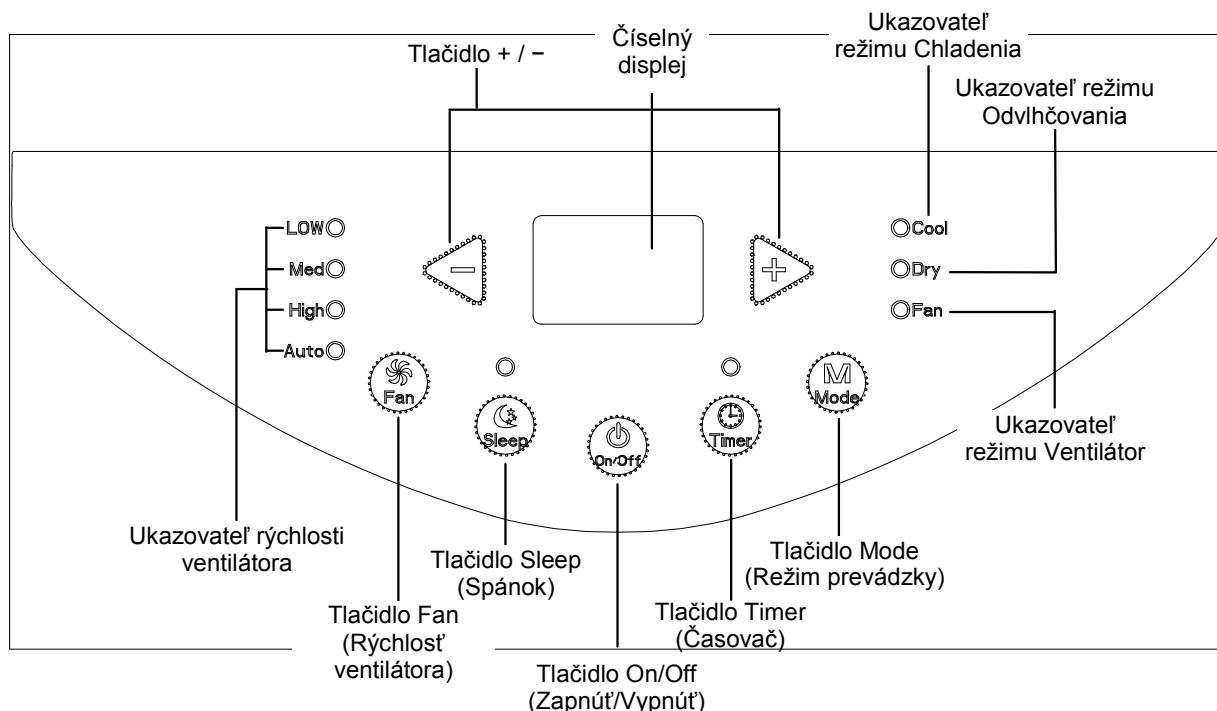 Tlačidlo + / −
Číselný
displej
Ukazovateľ
režimu Chladenia
Ukazovateľ režimu
Odvlhčovania
LOW
Med
High
Auto
−
+
Cool
Dry
Fan
Fan
Sleep
On/Off
Timer
M
Mode
Ukazovateľ
režimu Ventilátor
Ukazovateľ rýchlosti
ventilátora
Tlačidlo Sleep
(Spánok)
Tlačidlo Mode
(Režim prevádzky)
Tlačidlo Fan
(Rýchlosť
ventilátora)
Tlačidlo Timer
(Časovač)
Tlačidlo On/Off
(Zapnúť/Vypnúť)